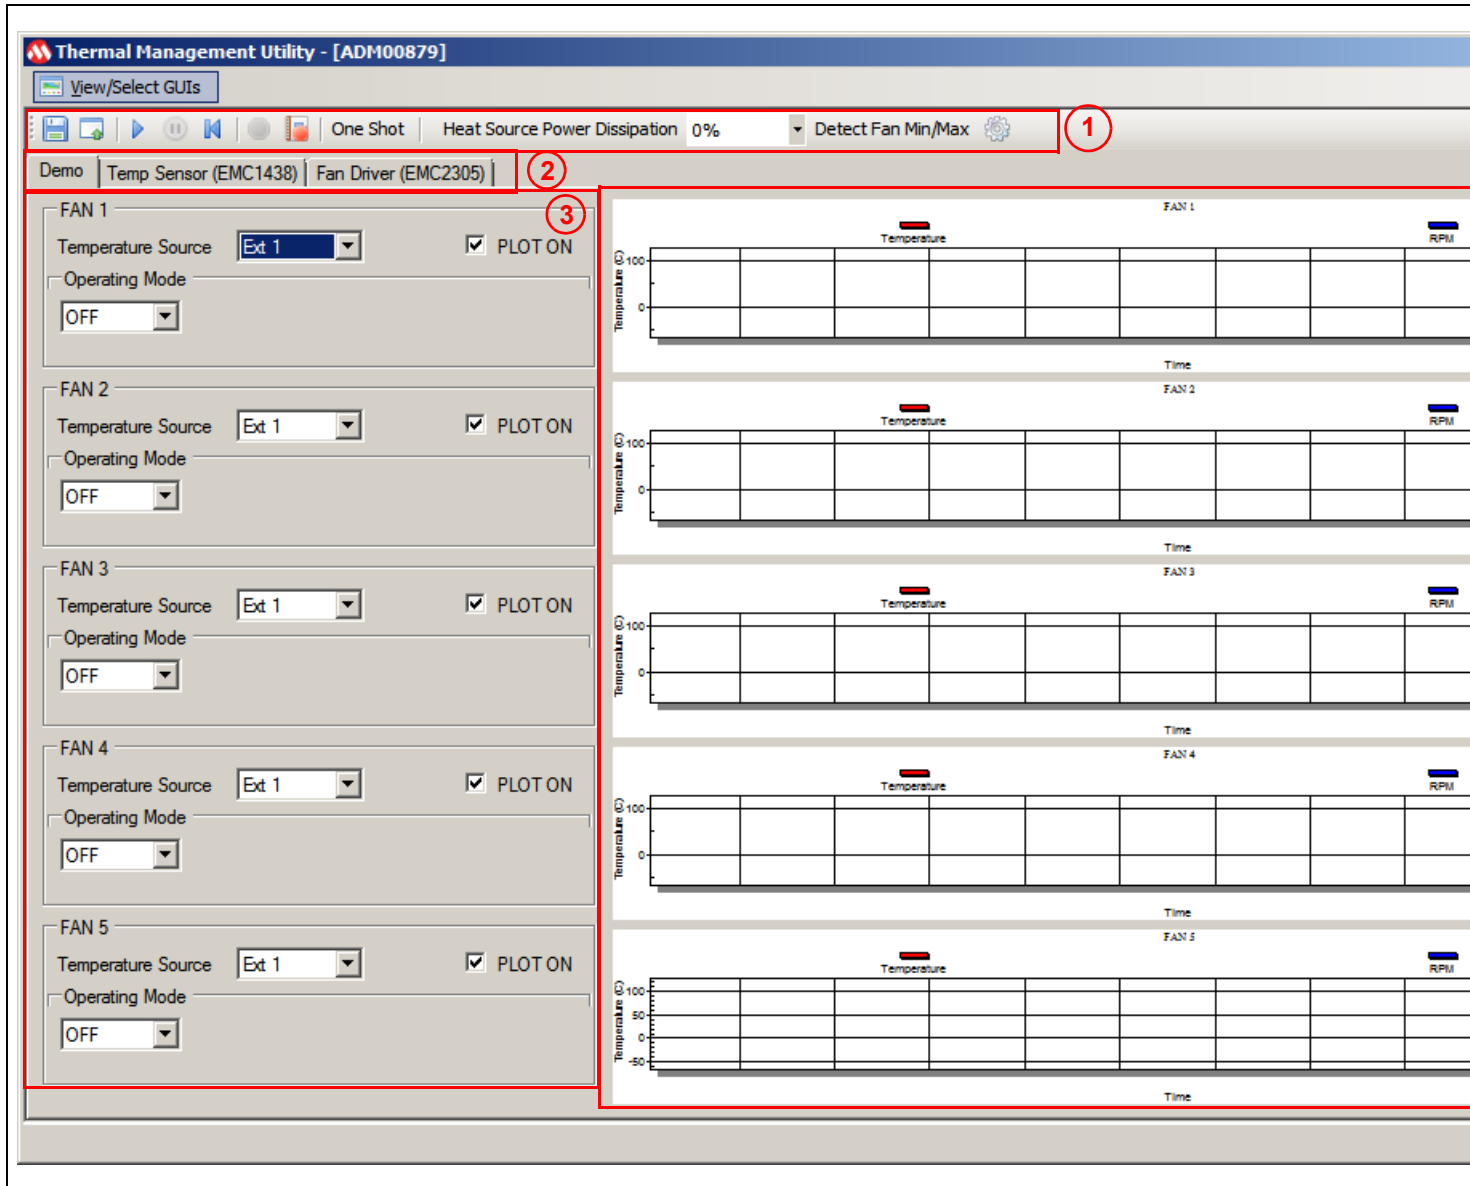 Thermal Management Utility - [ADM00879]
View/Select GUIs
One Shot Heat Source Power Dissipation 0% Detect Fan Min/Max 1
Demo Temp Sensor (EMC1438) Fan Driver (EMC2305) 2
3
FAN 1
Temperature Source Ext 1 PLOT ON
Operating Mode
OFF
FAN 2
Temperature Source Ext 1 PLOT ON
Operating Mode
OFF
FAN 3
Temperature Source Ext 1 PLOT ON
Operating Mode
OFF
FAN 4
Temperature Source Ext 1 PLOT ON
Operating Mode
OFF
FAN 5
Temperature Source Ext 1 PLOT ON
Operating Mode
OFF
FAN 1
Temperature RPM
Temperature (C)
100
0
Time
FAN 2
Temperature RPM
Temperature (C)
100
0
Time
FAN 3
Temperature RPM
Temperature (C)
100
0
Time
FAN 4
Temperature RPM
Temperature (C)
100
0
Time
FAN 5
Temperature RPM
Temperature (C)
100
50
0
-50
Time